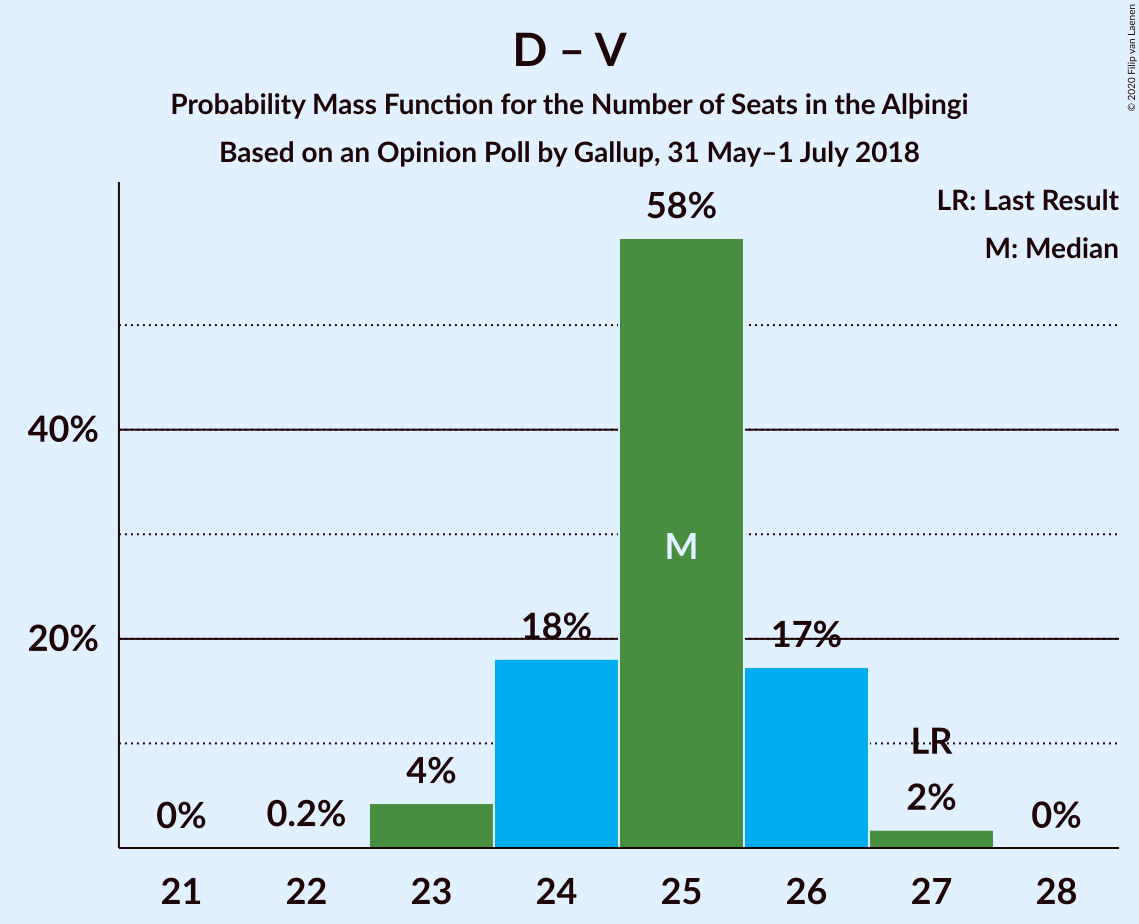 D – V
Probability Mass Function for the Number of Seats in the Alþingi
Based on an Opinion Poll by Gallup, 31 May–1 July 2018
© 2020 Filip van Laenen
LR: Last Result
M: Median
58%
40%
M
20%
18%
17%
LR
4%
2%
0%
0.2%
0%
21 22 23 24 25 26 27 28